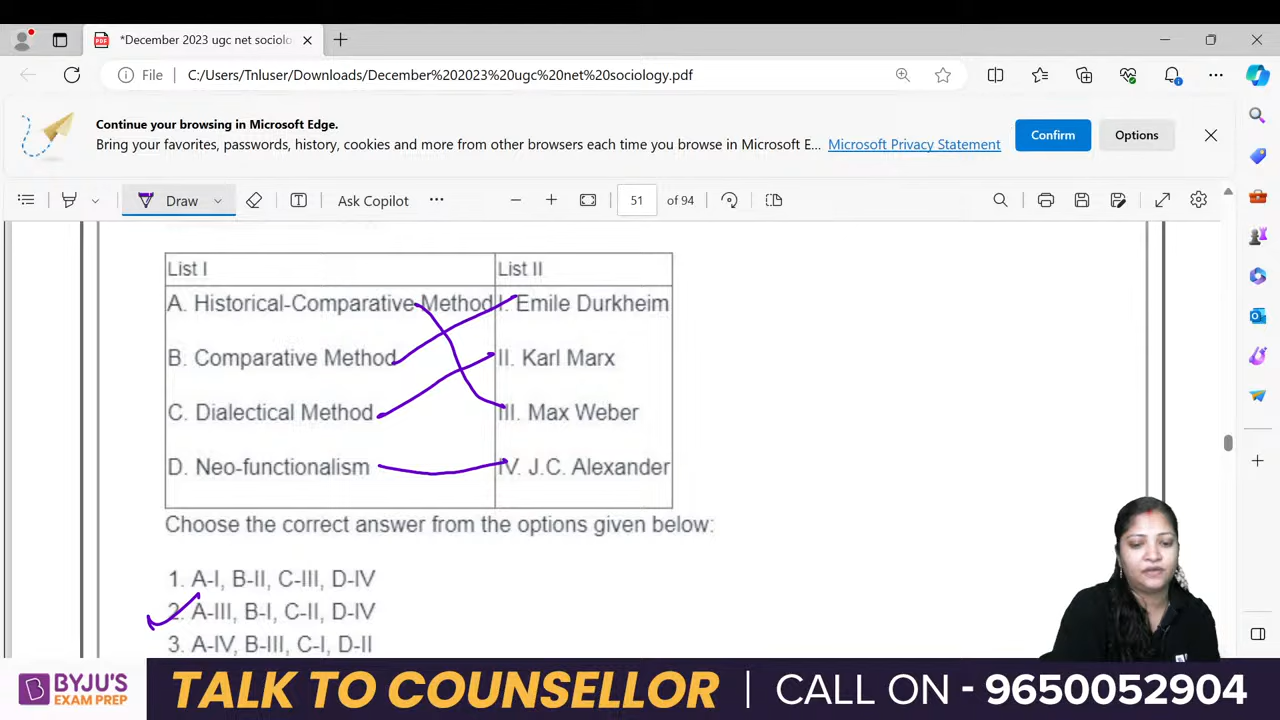 *December 2023 ugc net sociolo
File C:/Users/Tnluser/Downloads/December%202023%20ugc%20net%20sociology.pdf
Continue your browsing in Microsoft Edge.
Bring your favorites, passwords, history, cookies and more from other browsers each time you browse in Microsoft E... Microsoft Privacy Statement
Confirm
Options
Draw
Ask Copilot
51 of 94
List I List II
A. Historical-Comparative Method I. Emile Durkheim
B. Comparative Method II. Karl Marx
C. Dialectical Method III. Max Weber
D. Neo-functionalism IV. J.C. Alexander
Choose the correct answer from the options given below:
1. A-I, B-II, C-III, D-IV
2. A-III, B-I, C-II, D-IV
3. A-IV, B-III, C-I, D-II
BYJU'S
EXAM PREP
TALK TO COUNSELLOR | CALL ON - 9650052904